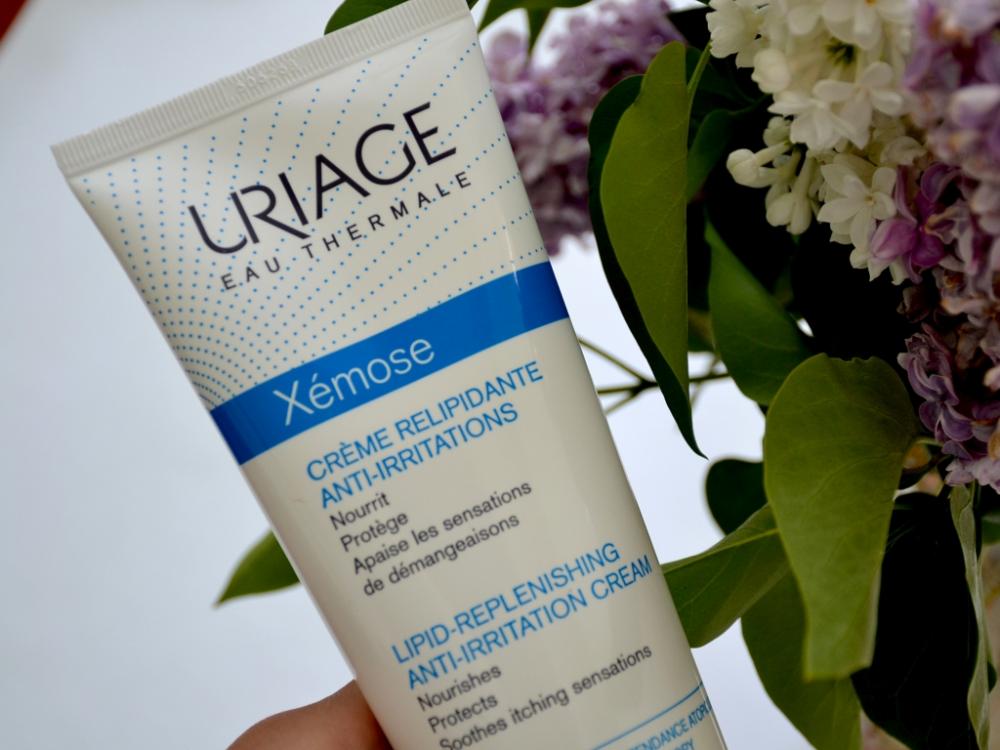 URIAGE
EAU THERMALE
Xémose
CRÈME RELIPIDANTE
ANTI-IRRITATIONS
Nourrit
Protège
Apaise les sensations
de démangeaisons
LIPID-REPLENISHING
ANTI-IRRITATION CREAM
Nourishes
Protects
Soothes itching sensations